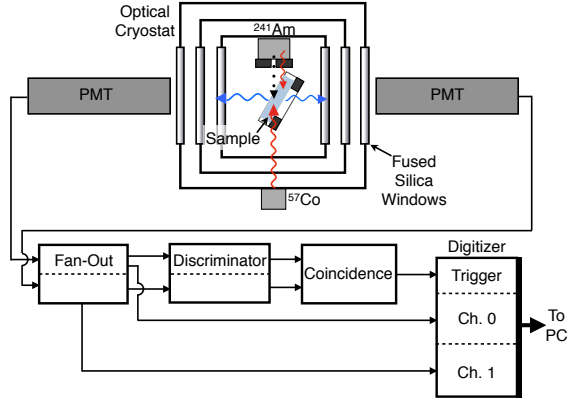 Optical
Cryostat
²⁴¹Am
PMT
PMT
Sample
Fused
Silica
Windows
⁵⁷Co
Fan-Out
Discriminator
Coincidence
Digitizer
Trigger
Ch. 0
Ch. 1
To
PC